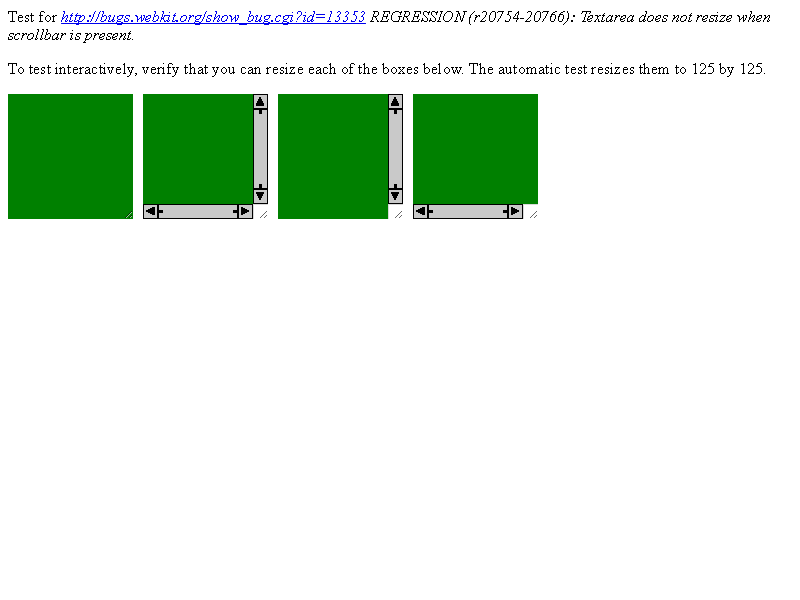 Test for http://bugs.webkit.org/show_bug.cgi?id=13353 REGRESSION (r20754-20766): Textarea does not resize when
scrollbar is present.
To test interactively, verify that you can resize each of the boxes below. The automatic test resizes them to 125 by 125.